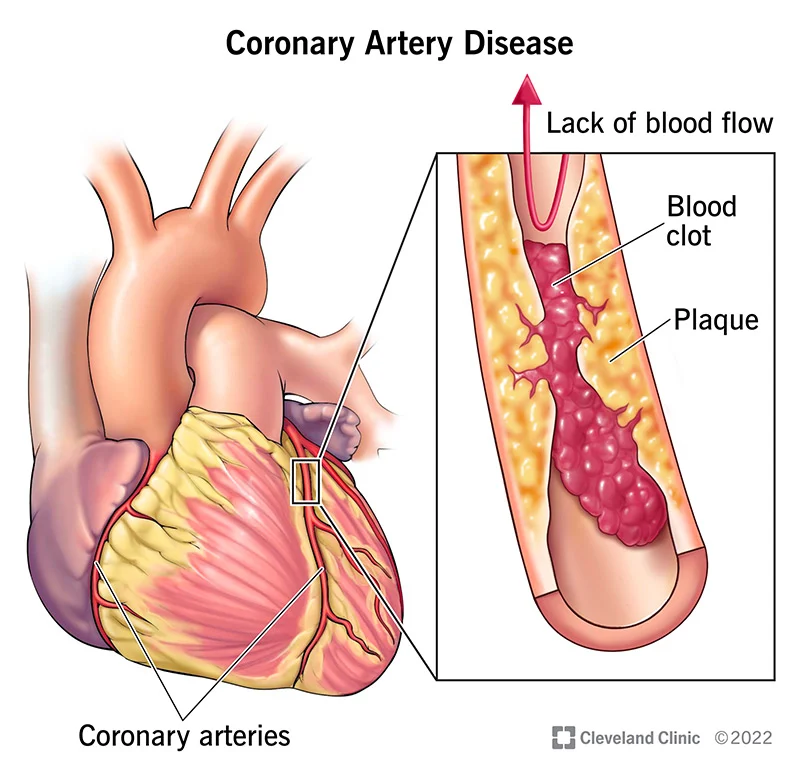 Coronary Artery Disease
Lack of blood flow
Blood
clot
Plaque
Coronary arteries
Cleveland Clinic ©2022